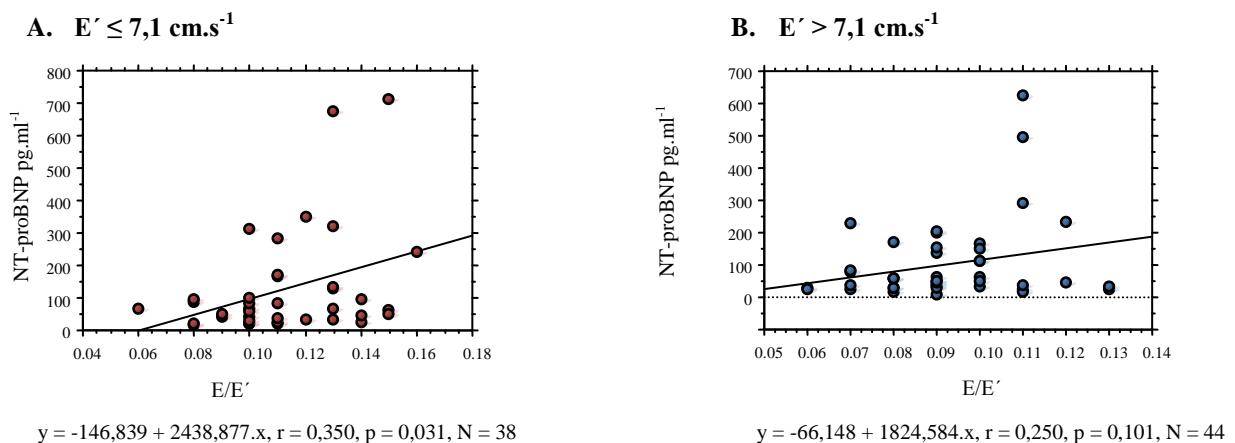 A. E´ ≤ 7,1 cm.s-1
800
700
600
500
400
300
200
100
0
NT-proBNP pg.ml-1
0.04 0.06 0.08 0.10 0.12 0.14 0.16 0.18
E/E´
y = -146,839 + 2438,877.x, r = 0,350, p = 0,031, N = 38
B. E´ > 7,1 cm.s-1
700
600
500
400
300
200
100
0
NT-proBNP pg.ml-1
0.05 0.06 0.07 0.08 0.09 0.10 0.11 0.12 0.13 0.14
E/E´
y = -66,148 + 1824,584.x, r = 0,250, p = 0,101, N = 44